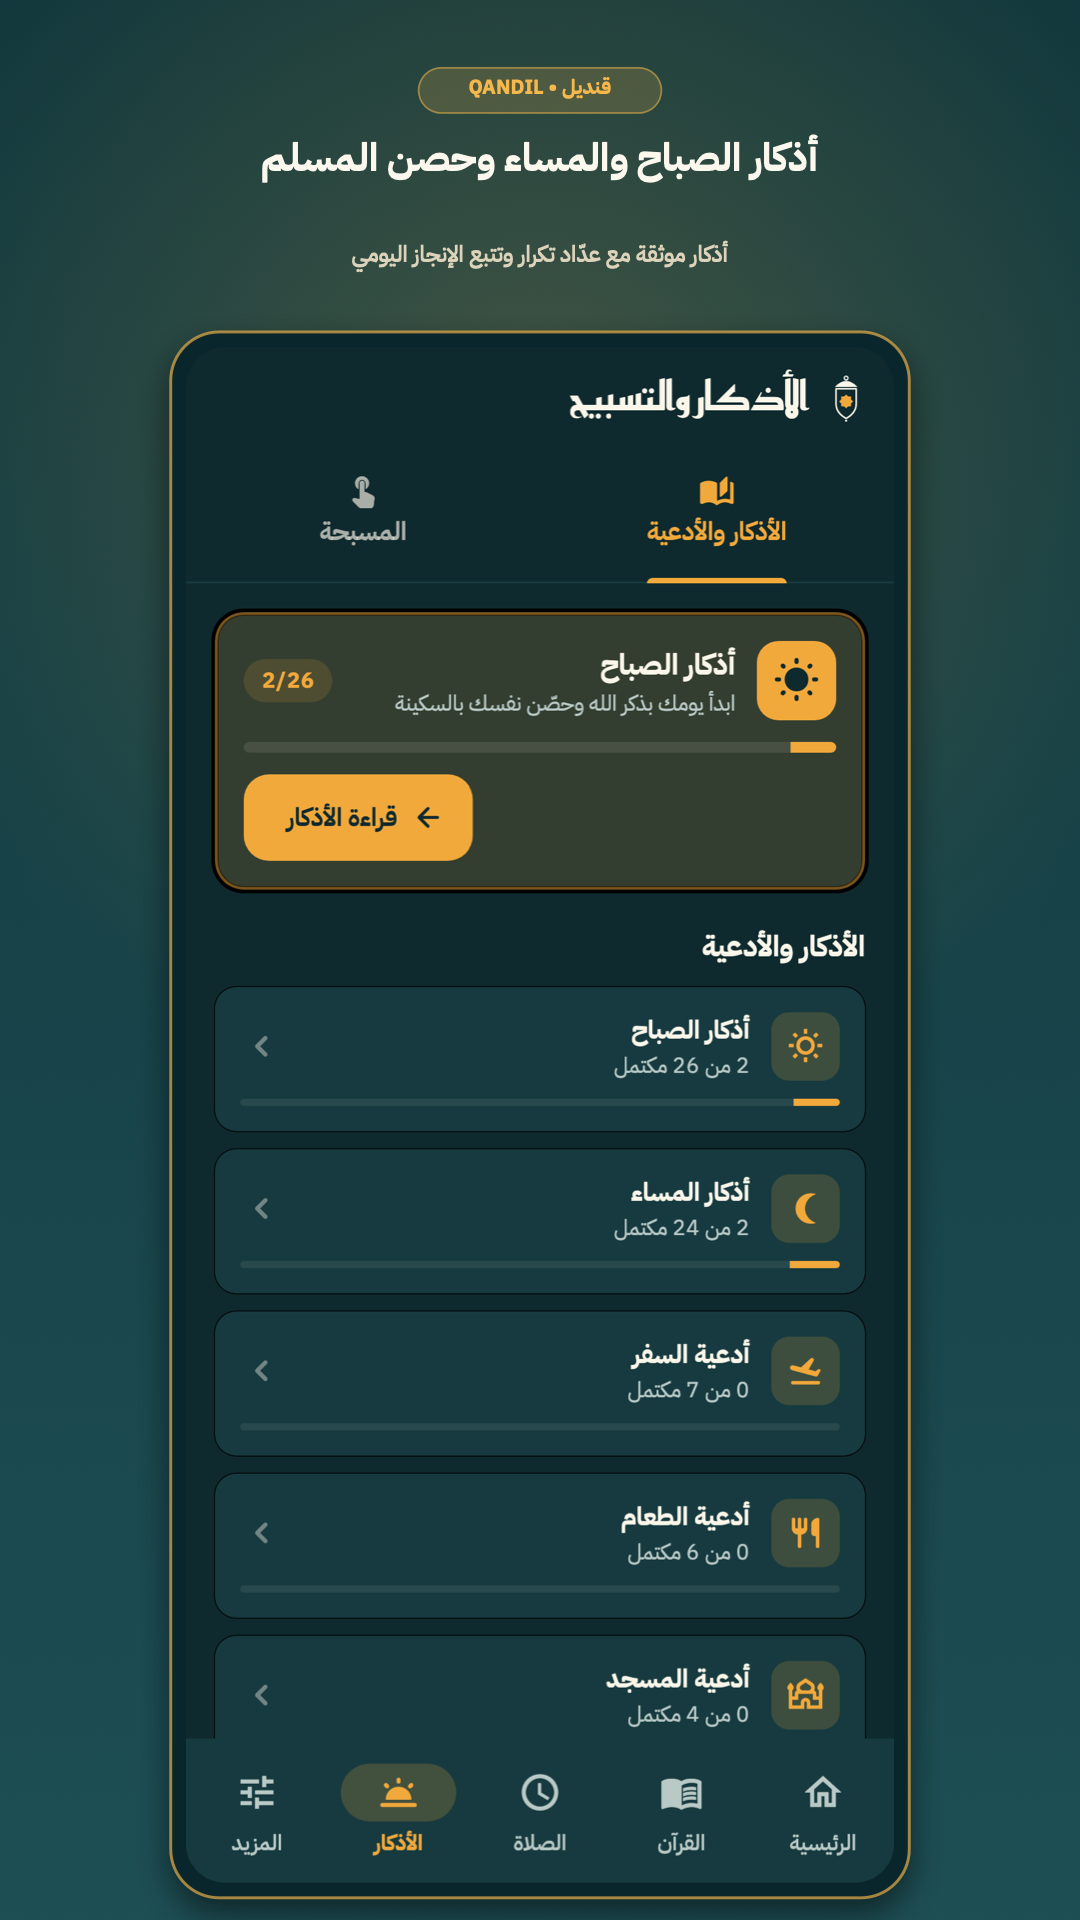 قنديل • QANDIL
أذكار الصباح والمساء وحصن المسلم
أذكار موثقة مع عدّاد تكرار وتتبع الإنجاز اليومي
الأذكار والتسبيح
الأذكار والأدعية
المسبحة
أذكار الصباح
2/26
ابدأ يومك بذكر الله وحصّن نفسك بالسكينة
قراءة الأذكار
الأذكار والأدعية
أذكار الصباح
2 من 26 مكتمل
أذكار المساء
2 من 24 مكتمل
أدعية السفر
0 من 7 مكتمل
أدعية الطعام
0 من 6 مكتمل
أدعية المسجد
0 من 4 مكتمل
الرئيسية
القرآن
الصلاة
الأذكار
المزيد